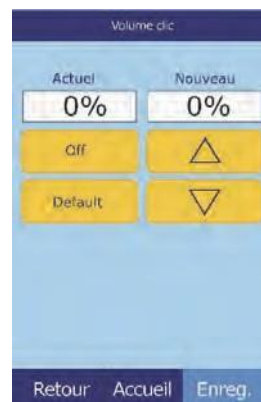 Volume clic
Actuel Nouveau
0% 0%
Off
Default
Retour Accueil Enreg.